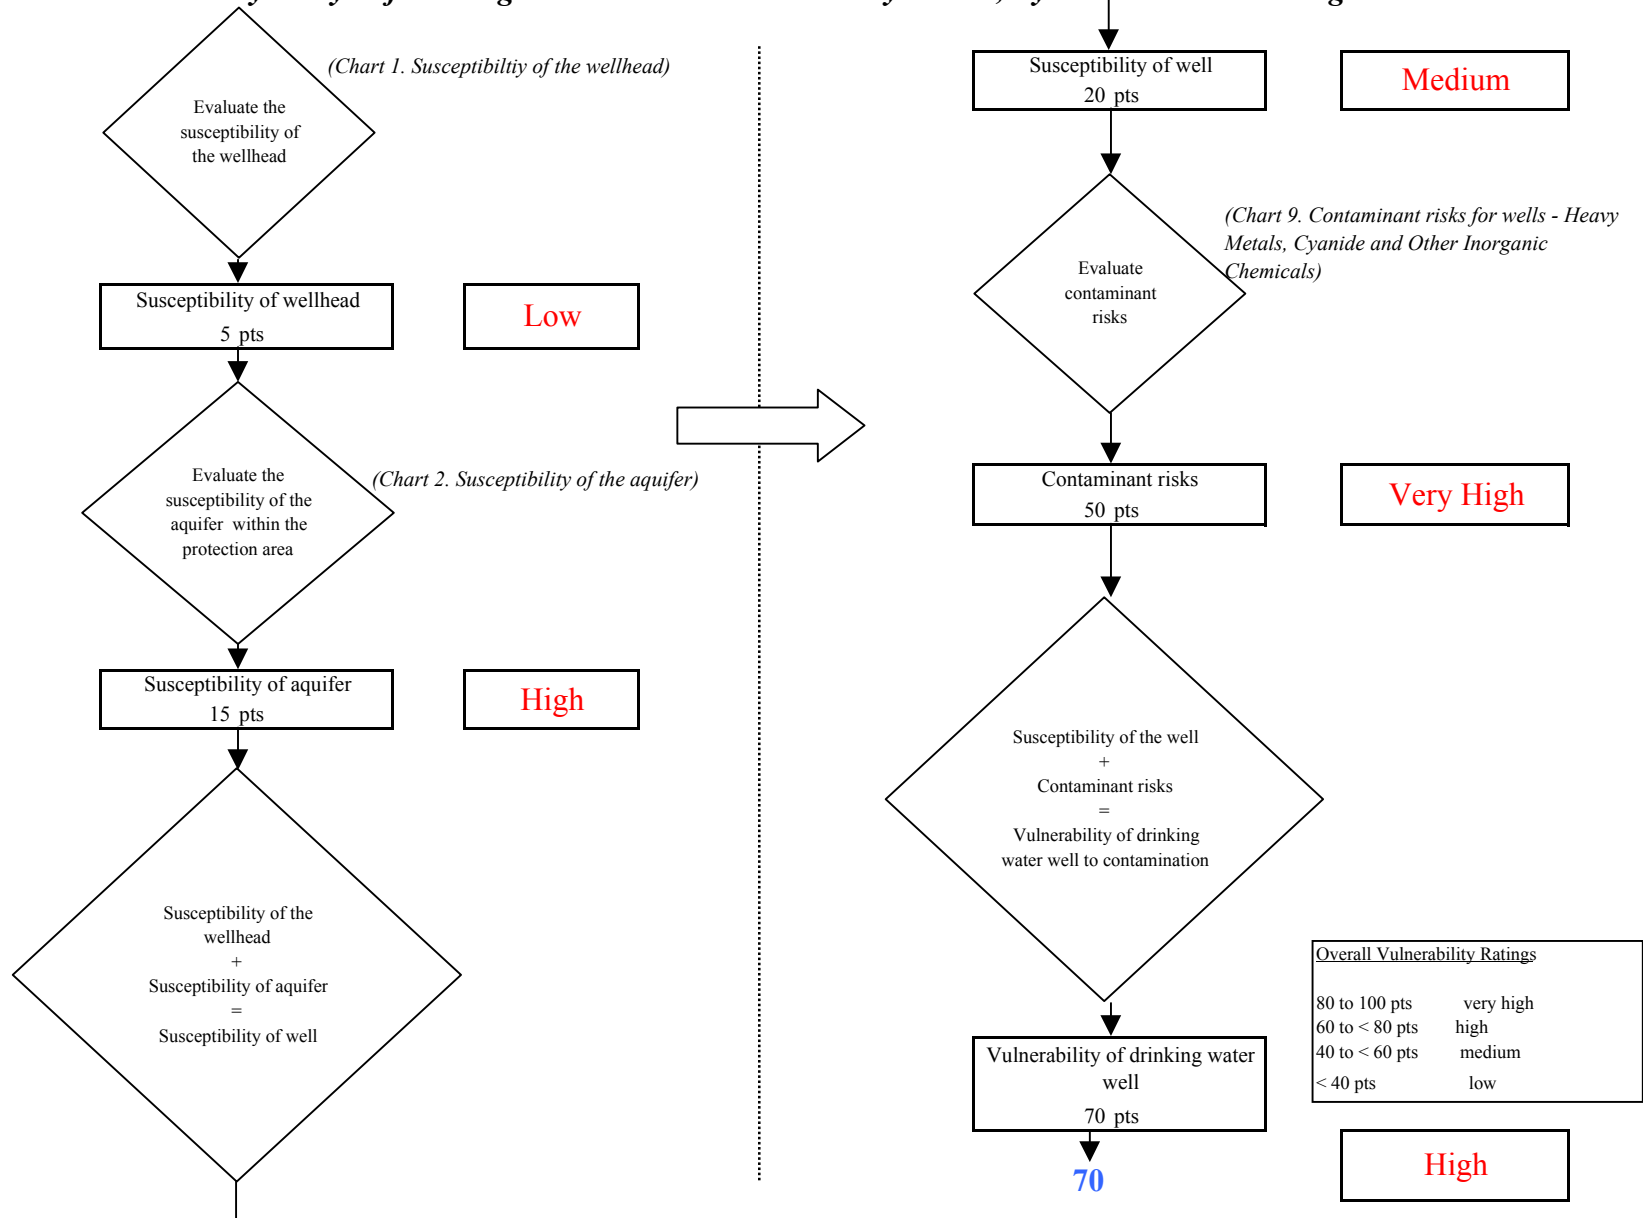 (Chart 1. Susceptibiltiy of the wellhead)
Evaluate the
susceptibility of
the wellhead
Susceptibility of wellhead
5 pts
Low
Evaluate the
susceptibility of the
aquifer within the
protection area
(Chart 2. Susceptibility of the aquifer)
Susceptibility of aquifer
15 pts
High
Susceptibility of the
wellhead
+
Susceptibility of aquifer
=
Susceptibility of well
Susceptibility of well
20 pts
Medium
(Chart 9. Contaminant risks for wells - Heavy
Metals, Cyanide and Other Inorganic
Chemicals)
Evaluate
contaminant
risks
Contaminant risks
50 pts
Very High
Susceptibility of the well
+
Contaminant risks
=
Vulnerability of drinking
water well to contamination
Overall Vulnerability Ratings
80 to 100 pts very high
60 to < 80 pts high
40 to < 60 pts medium
< 40 pts low
Vulnerability of drinking water
well
70 pts
70
High